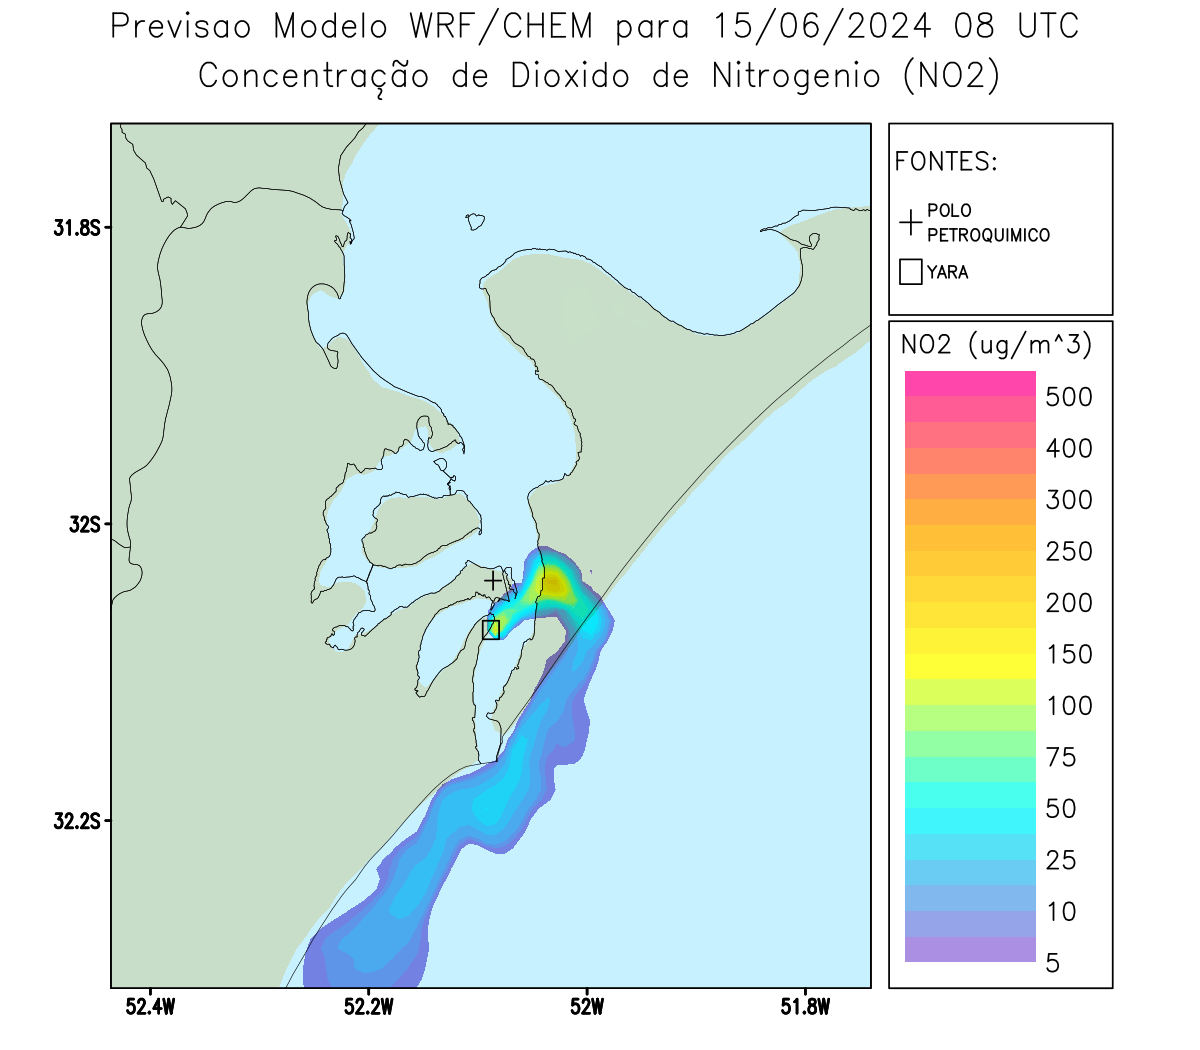 Previsao Modelo WRF/CHEM para 15/06/2024 08 UTC
Concentração de Dioxido de Nitrogenio (NO2)
FONTES:
POLO
PETROQUIMICO
YARA
NO2 (ug/m^3)
500
400
300
250
200
150
100
75
50
25
10
5
31.8S
32S
32.2S
52.4W
52.2W
52W
51.8W